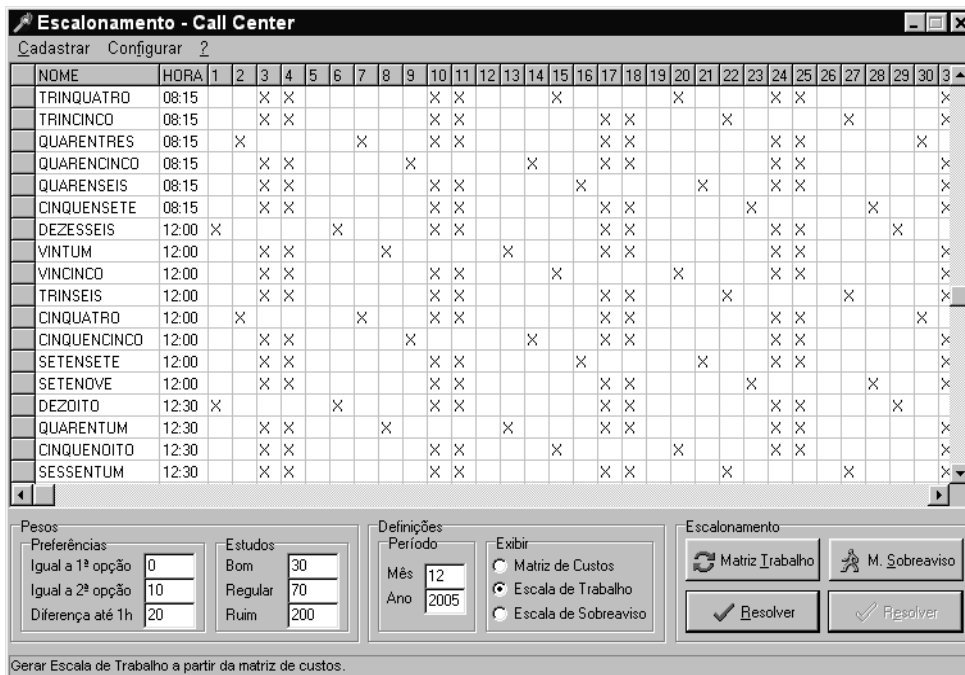 Escalonamento - Call Center
Cadastrar Configurar ?
NOME HORA 1 2 3 4 5 6 7 8 9 10 11 12 13 14 15 16 17 18 19 20 21 22 23 24 25 26 27 28 29 30 3
TRINQUATRO 08:15 X X X X X X X X X
TRINCINCO 08:15 X X X X X X X X X
QUARENTRES 08:15 X X X X X X X X X
QUARENCINCO 08:15 X X X X X X X X X
QUARENSEIS 08:15 X X X X X X X X X
CINQUENSETE 08:15 X X X X X X X X X
DEZESSEIS 12:00 X X X X X X X X X
VINTUM 12:00 X X X X X X X X X
VINCINCO 12:00 X X X X X X X X X
TRINSEIS 12:00 X X X X X X X X X
CINQUATRO 12:00 X X X X X X X X X
CINQUENCINCO 12:00 X X X X X X X X X
SETENSETE 12:00 X X X X X X X X X
SETENOVE 12:00 X X X X X X X X X
DEZOITO 12:30 X X X X X X X X X
QUARENTUM 12:30 X X X X X X X X X
CINQUENOITO 12:30 X X X X X X X X X
SESSENTUM 12:30 X X X X X X X X X
Pesos
Preferências
Igual a 1ª opção 0
Igual a 2ª opção 10
Diferença até 1h 20
Estudos
Bom 30
Regular 70
Ruim 200
Definições
Período
Mês 12
Ano 2005
Exibir
Matriz de Custos
Escala de Trabalho
Escala de Sobreaviso
Escalonamento
Matriz Trabalho M. Sobreaviso
Resolver Resolver
Gerar Escala de Trabalho a partir da matriz de custos.